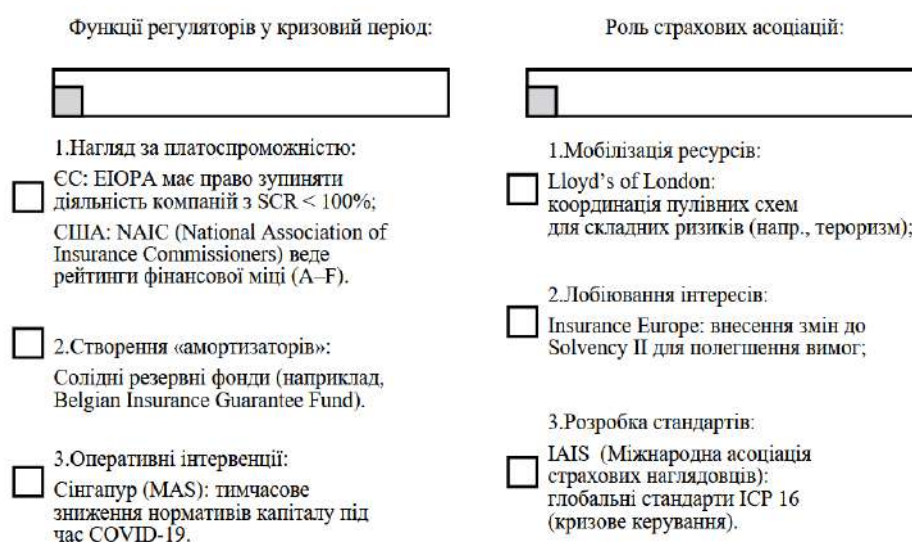 Функції регуляторів у кризовий період:
1.Нагляд за платоспроможністю:
ЄС: EIOPA має право зупиняти
діяльність компаній з SCR < 100%;
США: NAIC (National Association of
Insurance Commissioners) веде
рейтинги фінансової міці (A–F).
2.Створення «амортизаторів»:
Солідні резервні фонди (наприклад,
Belgian Insurance Guarantee Fund).
3.Оперативні інтервенції:
Сінгапур (MAS): тимчасове
зниження нормативів капіталу під
час COVID-19.
Роль страхових асоціацій:
1.Мобілізація ресурсів:
Lloyd’s of London:
координація пулівних схем
для складних ризиків (напр., тероризм);
2.Лобіювання інтересів:
Insurance Europe: внесення змін до
Solvency II для полегшення вимог;
3.Розробка стандартів:
IAIS (Міжнародна асоціація
страхових наглядовців):
глобальні стандарти ICP 16
(кризове керування).